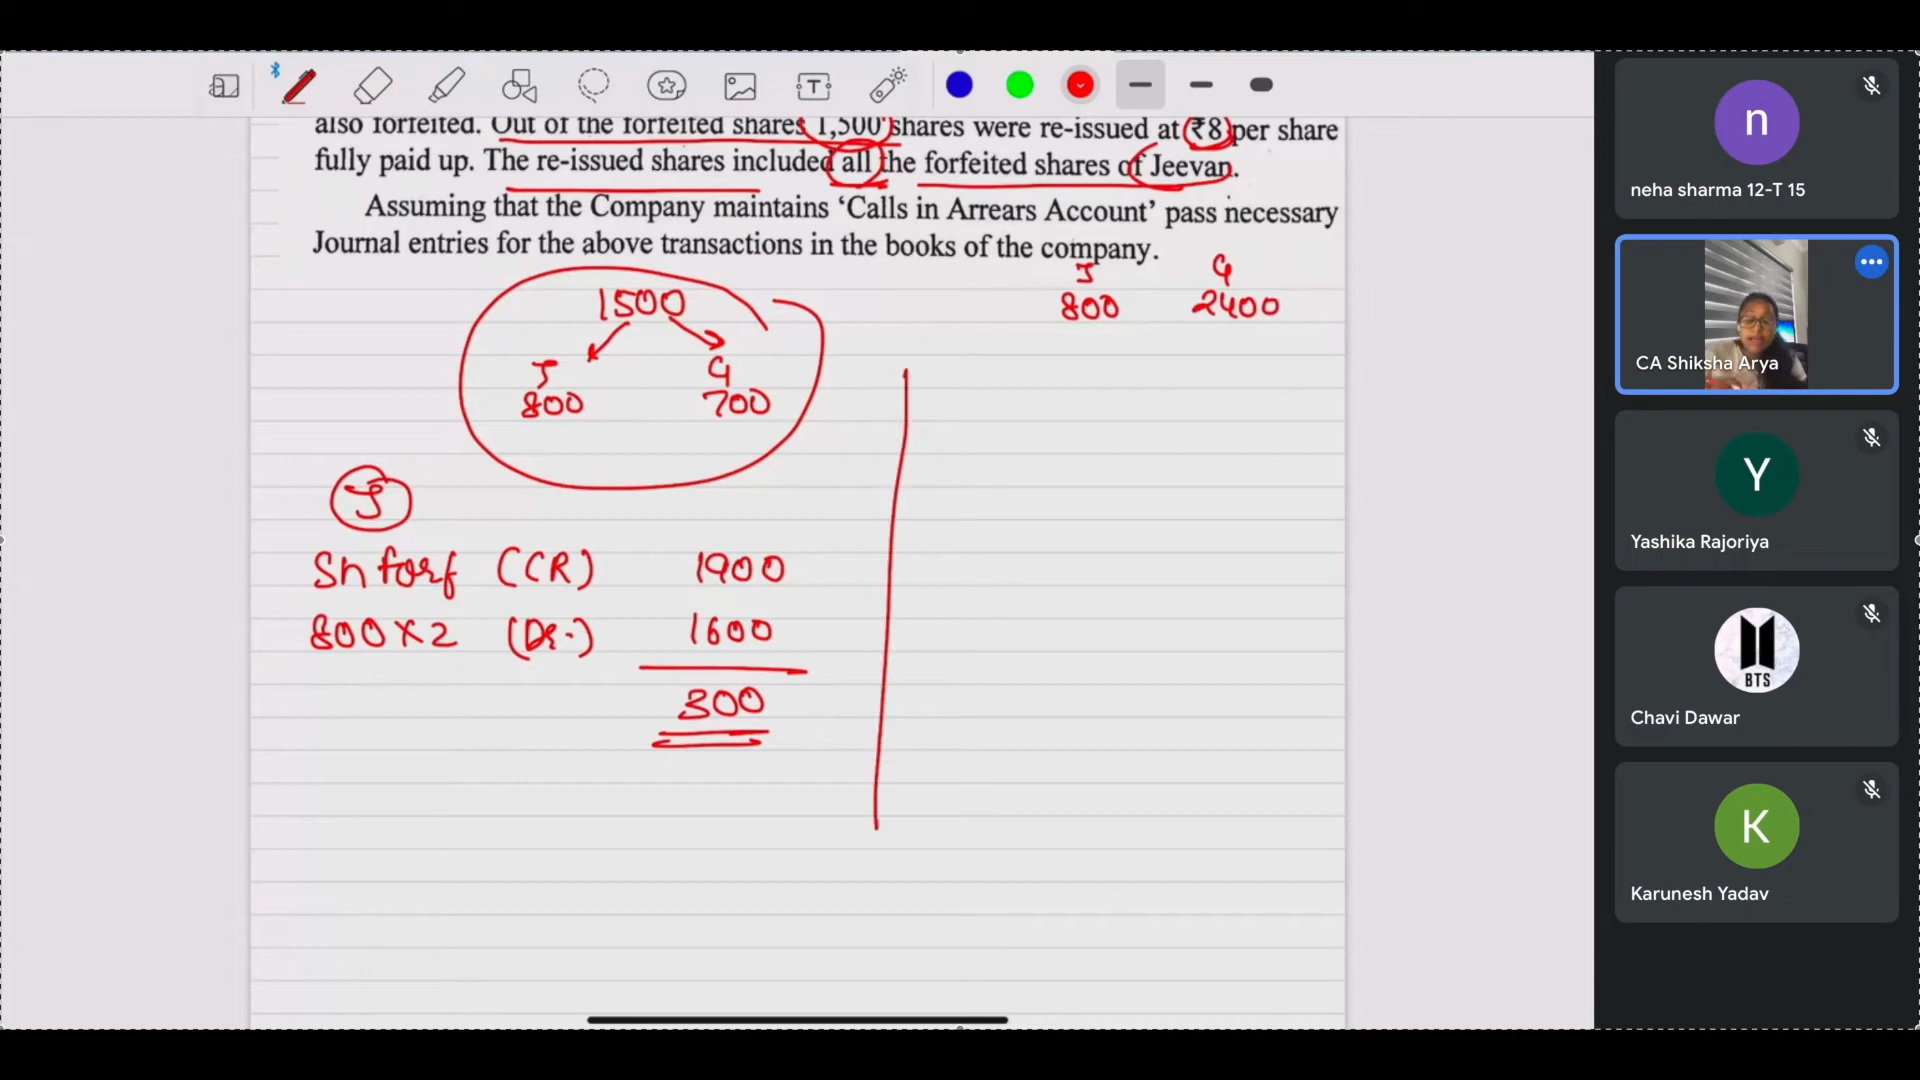 also forfeited. Out of the forfeited shares 1,500 shares were re-issued at ₹8 per share
fully paid up. The re-issued shares included all the forfeited shares of Jeevan.
Assuming that the Company maintains ‘Calls in Arrears Account’ pass necessary
Journal entries for the above transactions in the books of the company.
J G
800 2400
1500
J G
800 700
J
Sh forf (CR) 1900
800 X 2 (Dr.) 1600
300
T
n
neha sharma 12-T 15
CA Shiksha Arya
Y
Yashika Rajoriya
BTS
Chavi Dawar
K
Karunesh Yadav